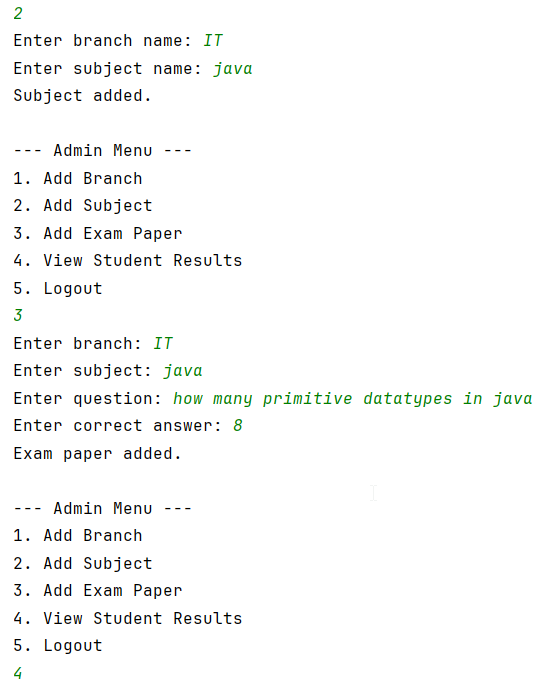 2
Enter branch name: IT
Enter subject name: java
Subject added.
--- Admin Menu ---
1. Add Branch
2. Add Subject
3. Add Exam Paper
4. View Student Results
5. Logout
3
Enter branch: IT
Enter subject: java
Enter question: how many primitive datatypes in java
Enter correct answer: 8
Exam paper added.
--- Admin Menu ---
1. Add Branch
2. Add Subject
3. Add Exam Paper
4. View Student Results
5. Logout
4